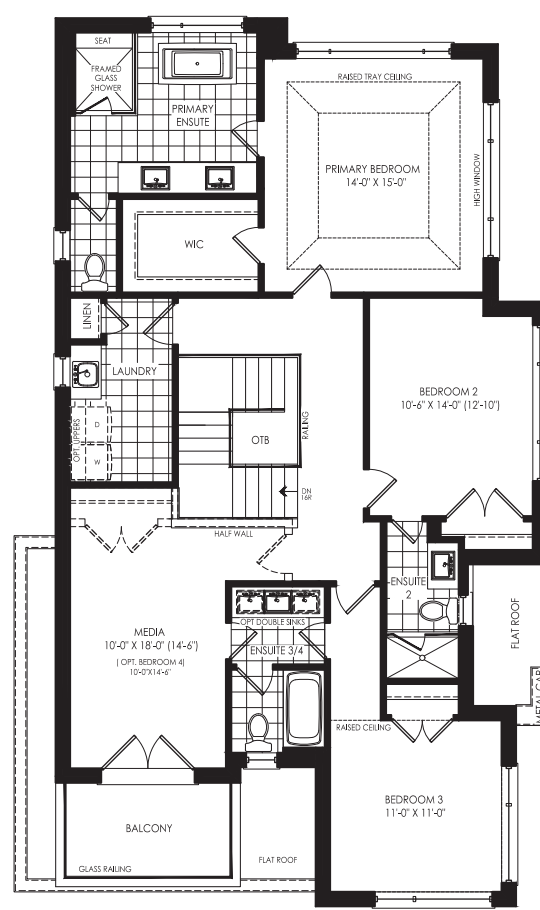 SEAT
FRAMED
GLASS
SHOWER
PRIMARY
ENSUITE
RAISED TRAY CEILING
PRIMARY BEDROOM
14'-0" X 15'-0"
HIGH WINDOW
WIC
LINEN
LAUNDRY
OPT. UPPERS
D
W
OTB
RAILING
DN
16R
BEDROOM 2
10'-6" X 14'-0" (12'-10")
HALF WALL
ENSUITE
2
FLAT ROOF
MEDIA
10'-0" X 18'-0" (14'-6")
( OPT. BEDROOM 4)
10'-0"X14'-6"
OPT DOUBLE SINKS
ENSUITE 3/4
RAISED CEILING
BEDROOM 3
11'-0" X 11'-0"
BALCONY
GLASS RAILING
FLAT ROOF